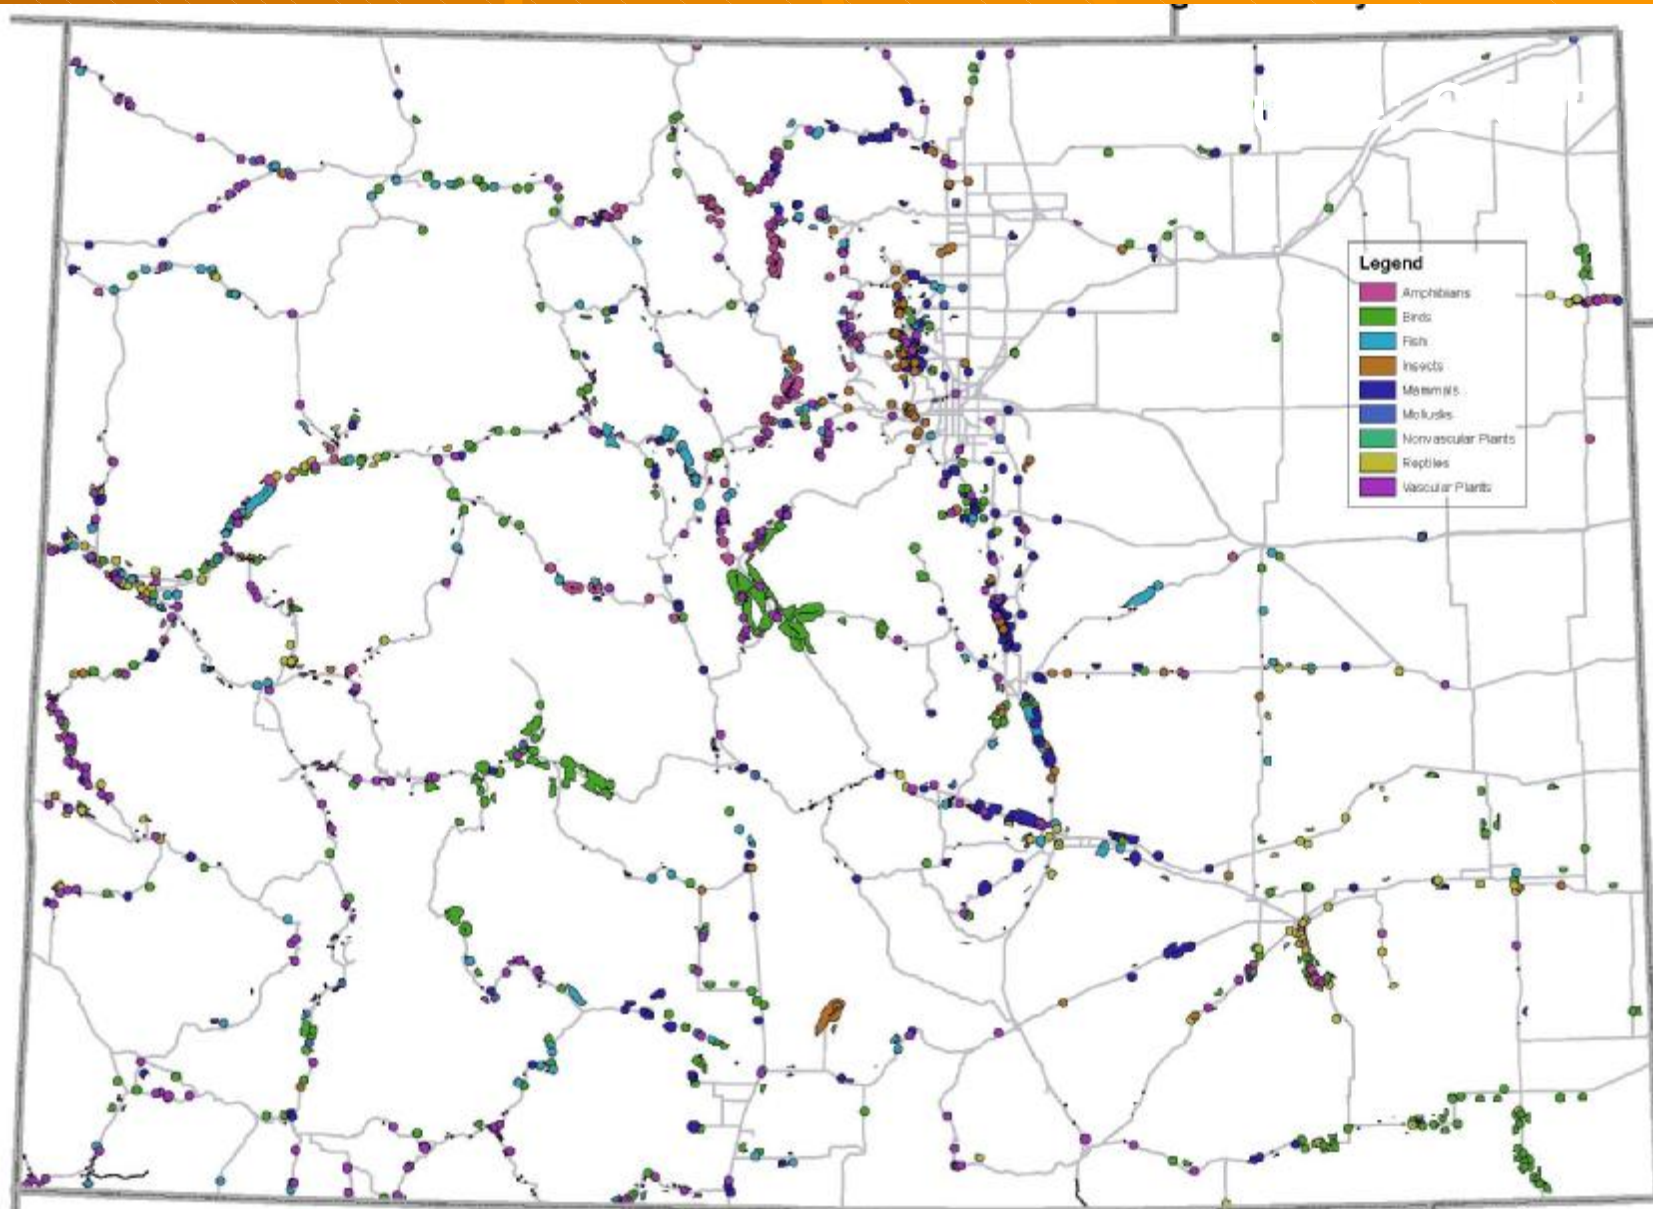 Legend
Amphibians
Birds
Fish
Insects
Mammals
Mollusks
Nonvascular Plants
Reptiles
Vascular Plants